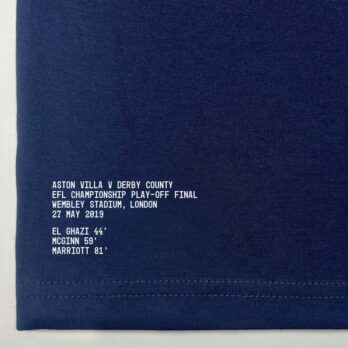 ASTON VILLA V DERBY COUNTY
EFL CHAMPIONSHIP PLAY-OFF FINAL
WEMBLEY STADIUM, LONDON
27 MAY 2019
EL GHAZI 44'
MCGINN 59'
MARRIOTT 81'